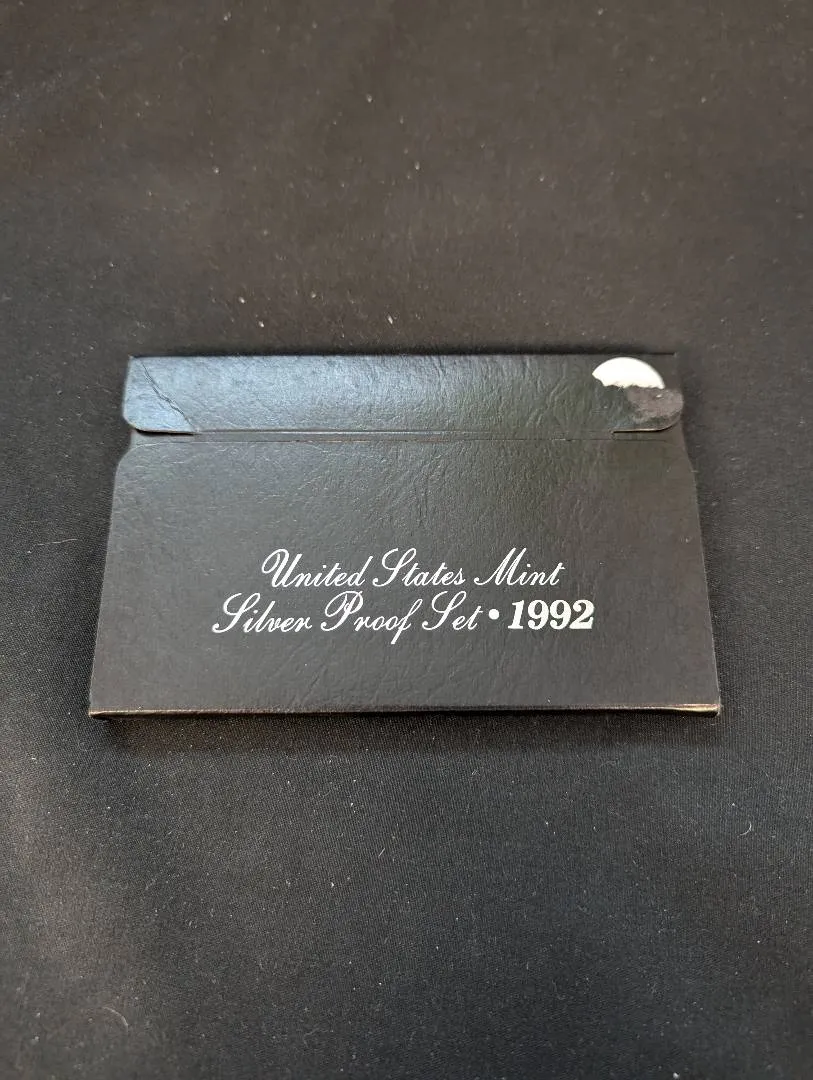 United States Mint
Silver Proof Set • 1992